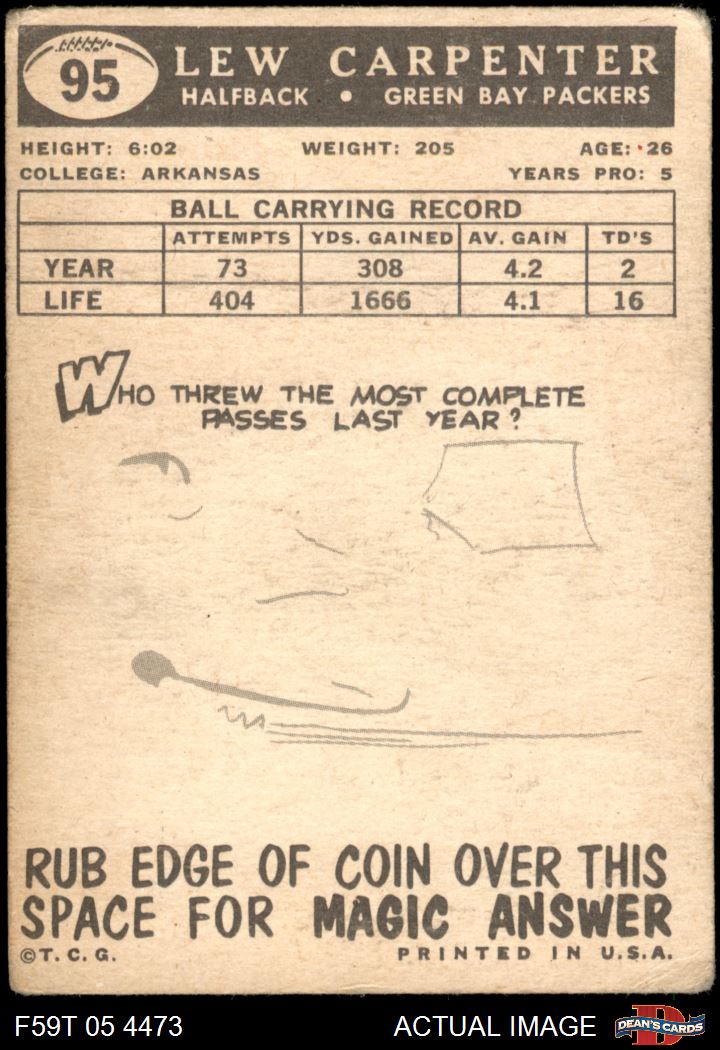 95
LEW CARPENTER
HALFBACK • GREEN BAY PACKERS
HEIGHT: 6:02 WEIGHT: 205 AGE: 26
COLLEGE: ARKANSAS YEARS PRO: 5
BALL CARRYING RECORD
ATTEMPTS YDS. GAINED AV. GAIN TD'S
YEAR 73 308 4.2 2
LIFE 404 1666 4.1 16
WHO THREW THE MOST COMPLETE
PASSES LAST YEAR?
RUB EDGE OF COIN OVER THIS
SPACE FOR MAGIC ANSWER
©T.C.G. PRINTED IN U.S.A.
F59T 05 4473 ACTUAL IMAGE DEAN'S CARDS